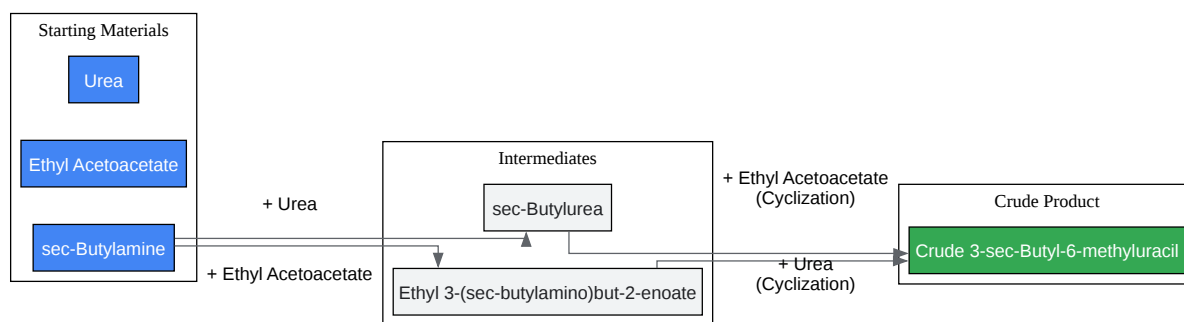 Starting Materials
Urea
Ethyl Acetoacetate
sec-Butylamine
+ Urea
+ Ethyl Acetoacetate
Intermediates
sec-Butylurea
Ethyl 3-(sec-butylamino)but-2-enoate
+ Ethyl Acetoacetate
(Cyclization)
+ Urea
(Cyclization)
Crude Product
Crude 3-sec-Butyl-6-methyluracil